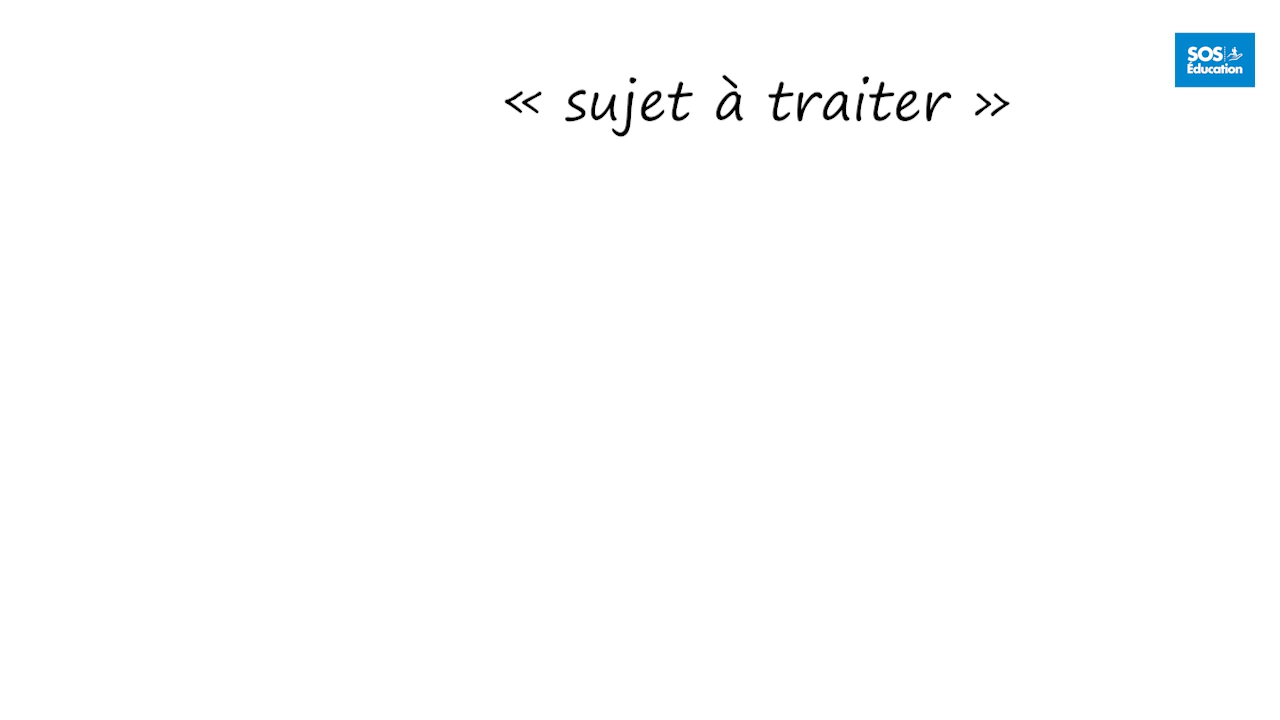 « sujet à traiter »
SOS
Éducation